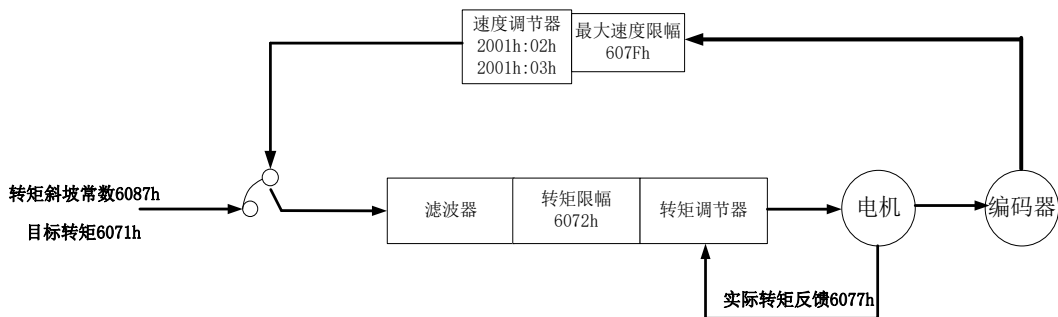 速度调节器
2001h:02h
2001h:03h
最大速度限幅
607Fh
转矩斜坡常数6087h
目标转矩6071h
滤波器
转矩限幅
6072h
转矩调节器
电机
编码器
实际转矩反馈6077h